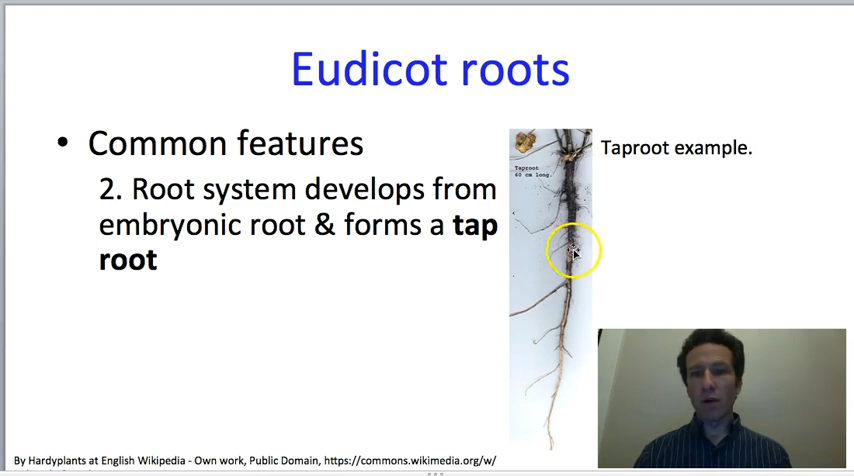 Eudicot roots
• Common features
2. Root system develops from
embryonic root & forms a tap
root
Taproot
60 cm long.
Taproot example.
By Hardyplants at English Wikipedia - Own work, Public Domain, https://commons.wikimedia.org/w/